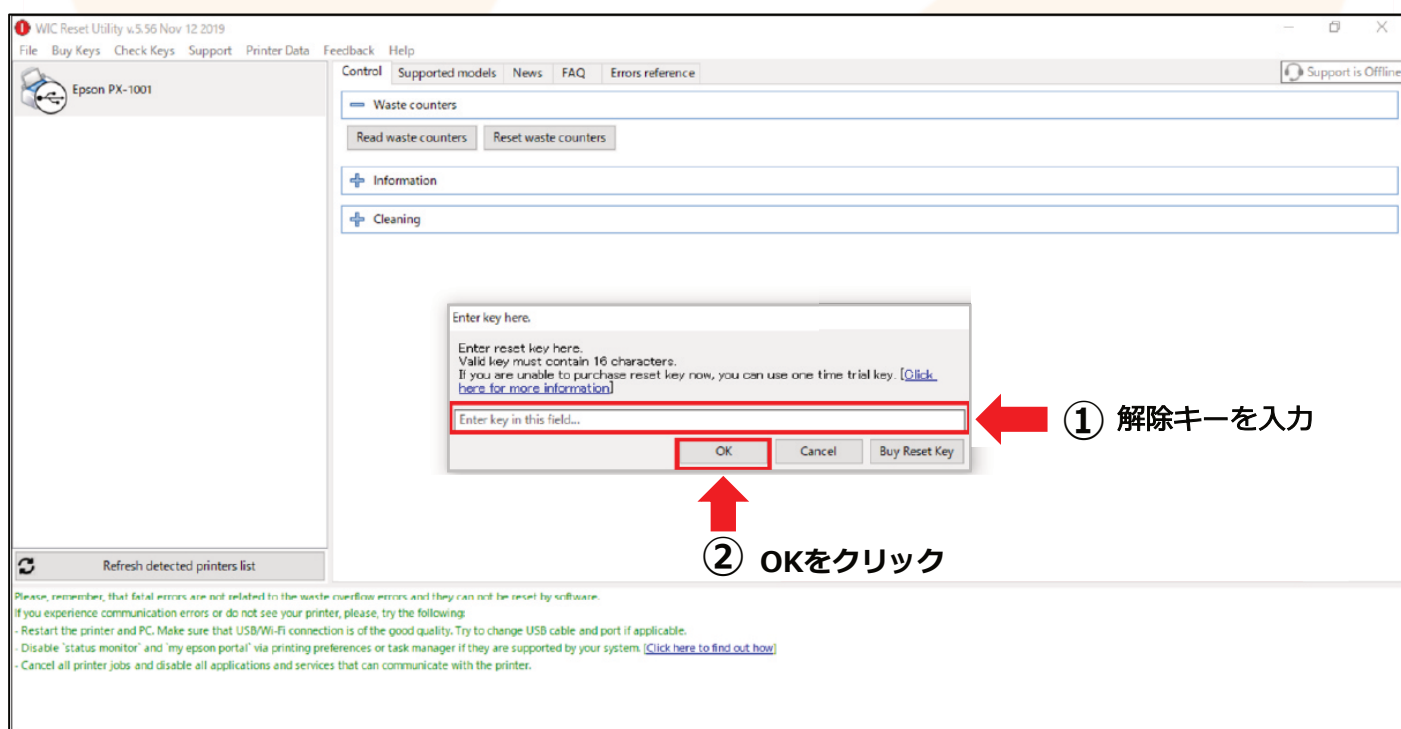 WIC Reset Utility v.5.56 Nov 12 2019
File Buy Keys Check Keys Support Printer Data Feedback Help
Epson PX-1001
Control Supported models News FAQ Errors reference
Support is Offline
Waste counters
Read waste counters Reset waste counters
Information
Cleaning
Enter key here.
Enter reset key here.
Valid key must contain 16 characters.
If you are unable to purchase reset key now, you can use one time trial key. [Click
here for more information]
Enter key in this field...
① 解除キーを入力
OK Cancel Buy Reset Key
② OKをクリック
Refresh detected printers list
Please, remember, that fatal errors are not related to the waste overflow errors and they can not be reset by software.
If you experience communication errors or do not see your printer, please, try the following:
- Restart the printer and PC. Make sure that USB/Wi-Fi connection is of the good quality. Try to change USB cable and port if applicable.
- Disable `status monitor` and `my epson portal` via printing preferences or task manager if they are supported by your system. [Click here to find out how]
- Cancel all printer jobs and disable all applications and services that can communicate with the printer.